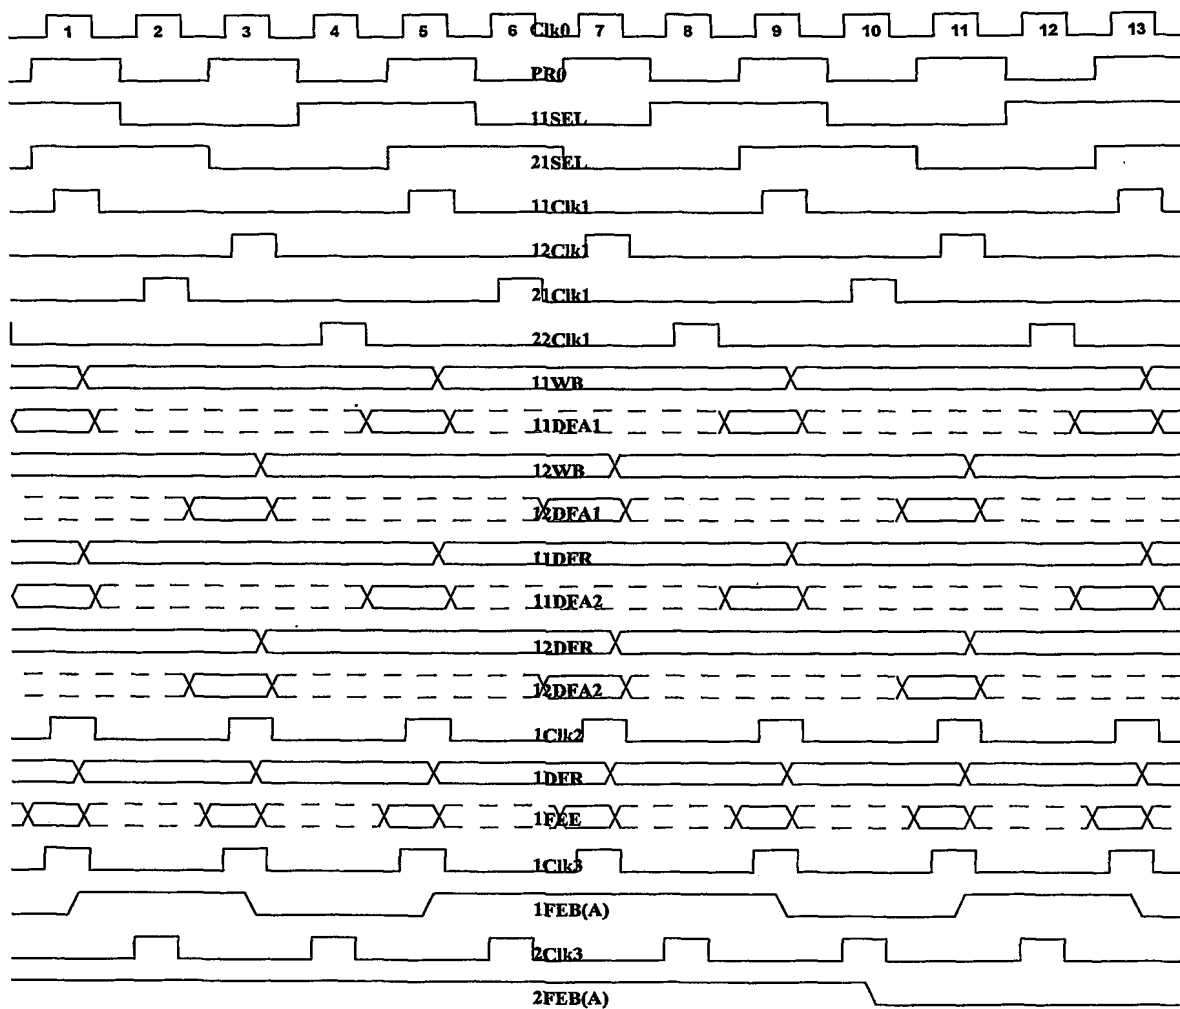 1 2 3 4 5 6 Clk0 7 8 9 10 11 12 13
PR0
11SEL
21SEL
11Clk1
12Clk1
21Clk1
22Clk1
11WB
11DFA1
12WB
12DFA1
11DFR
11DFA2
12DFR
12DFA2
1Clk2
1DFR
1FEE
1Clk3
1FEB(A)
2Clk3
2FEB(A)